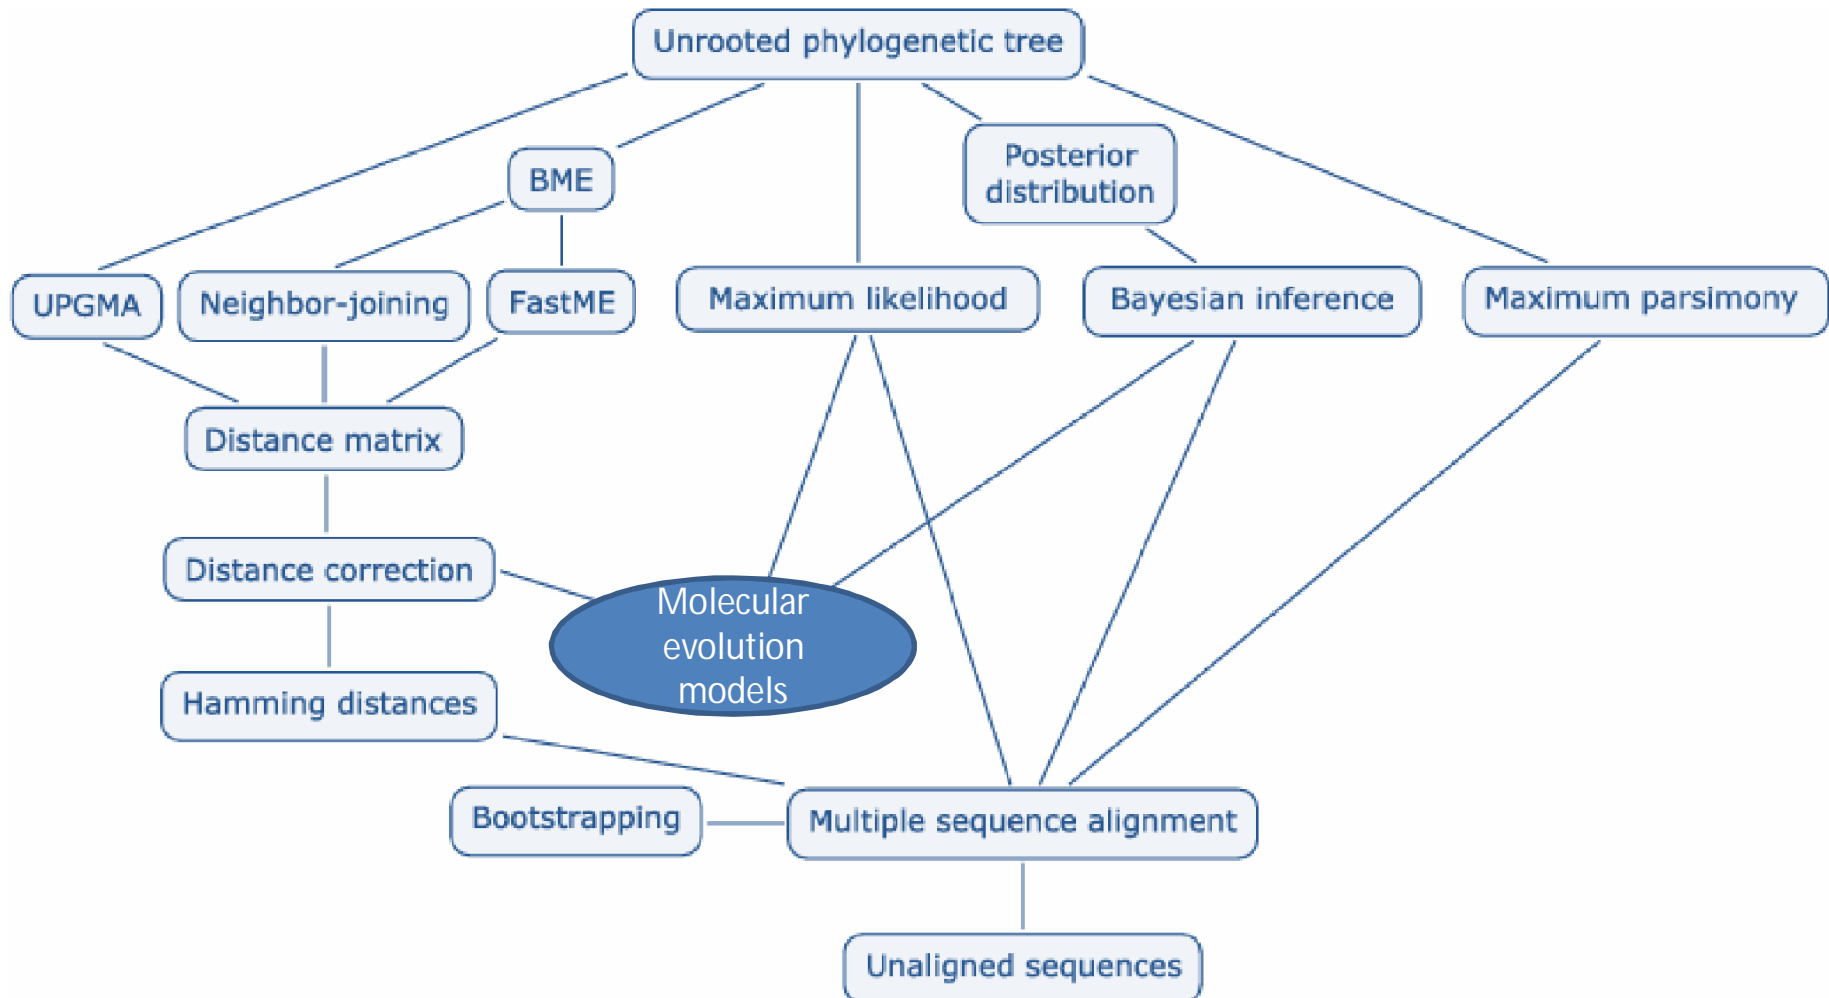 Unrooted phylogenetic tree
Posterior
distribution
BME
UPGMA
Neighbor-joining
FastME
Maximum likelihood
Bayesian inference
Maximum parsimony
Distance matrix
Distance correction
Molecular
evolution
models
Hamming distances
Bootstrapping
Multiple sequence alignment
Unaligned sequences